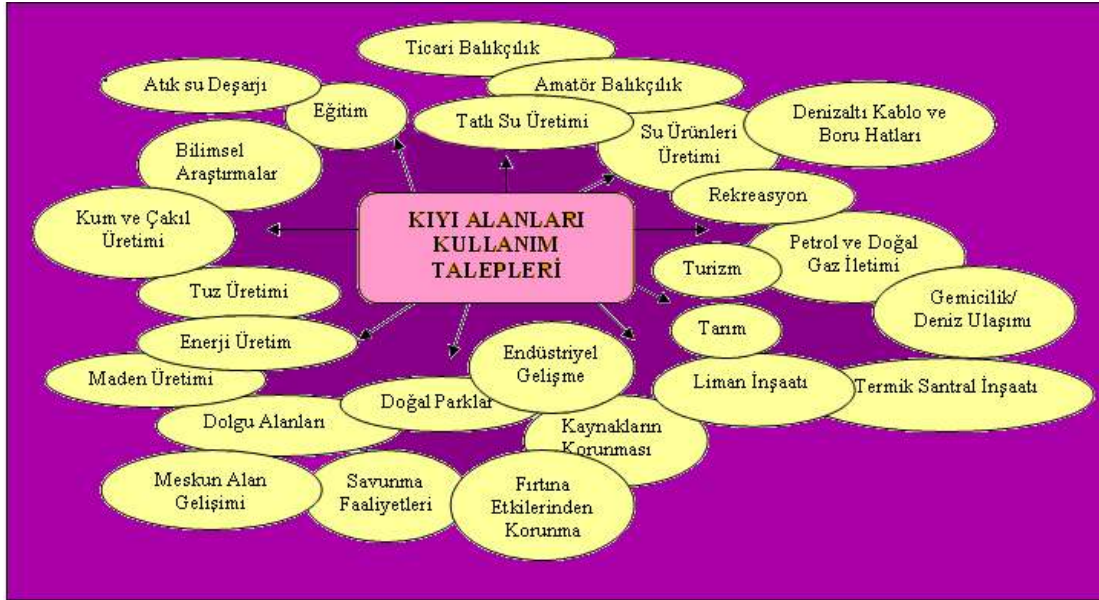 Ticari Balıkçılık
Atık su Deşarjı
Amatör Balıkçılık
Eğitim
Tatlı Su Üretimi
Su Ürünleri
Üretimi
Denizaltı Kablo ve
Boru Hatları
Bilimsel
Araştırmalar
Rekreasyon
Kum ve Çakıl
Üretimi
KIYI ALANLARI
KULLANIM
TALEPLERİ
Petrol ve Doğal
Gaz İletimi
Turizm
Tuz Üretimi
Gemicilik/
Deniz Ulaşımı
Tarım
Enerji Üretim
Endüstriyel
Gelişme
Maden Üretimi
Liman İnşaatı
Termik Santral İnşaatı
Doğal Parklar
Dolgu Alanları
Kaynakların
Korunması
Meskun Alan
Gelişimi
Savunma
Faaliyetleri
Fırtına
Etkilerinden
Korunma